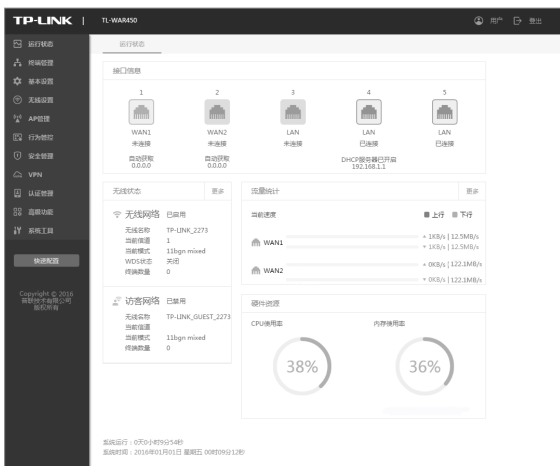 TP-LINK | TL-WAR450 用户 登出
运行状态
终端管理
基本设置
无线设置
AP管理
行为管控
安全管理
VPN
认证管理
高级功能
系统工具
快速配置
Copyright © 2016
普联技术有限公司
版权所有
运行状态
接口信息
1 2 3 4 5
WAN1 WAN2 LAN LAN LAN
未连接 未连接 未连接 已连接 已连接
自动获取 自动获取 DHCP服务器已开启
0.0.0.0 0.0.0.0 192.168.1.1
无线状态 更多
无线网络 已启用
无线名称 TP-LINK_2273
当前信道 1
当前模式 11bgn mixed
WDS状态 关闭
终端数量 0
访客网络 已禁用
无线名称 TP-LINK_GUEST_2273
当前信道
当前模式 11bgn mixed
终端数量 0
流量统计 更多
当前速度 上行 下行
WAN1
1KB/s | 12.5MB/s
1KB/s | 12.5MB/s
WAN2
0KB/s | 122.1MB/s
0KB/s | 122.1MB/s
硬件资源
CPU使用率 内存使用率
38% 36%
系统运行：0天0小时9分54秒
系统时间：2016年01月01日 星期五 00时09分12秒